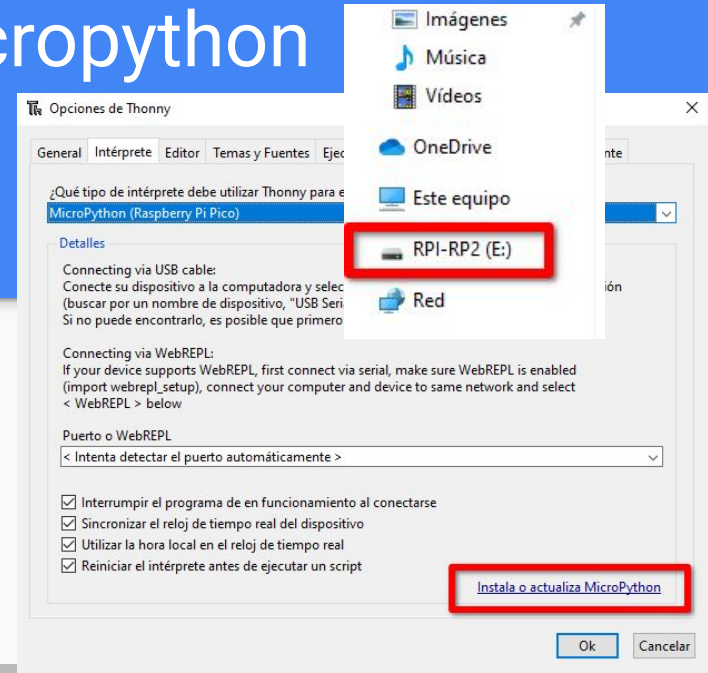 cropython
Imágenes
Música
Vídeos
OneDrive
Este equipo
RPI-RP2 (E:)
Red
Opciones de Thonny
General Intérprete Editor Temas y Fuentes Ejec nte
¿Qué tipo de intérprete debe utilizar Thonny para e
MicroPython (Raspberry Pi Pico)
Detalles
Connecting via USB cable:
Conecte su dispositivo a la computadora y selec ión
(buscar por un nombre de dispositivo, "USB Seri
Si no puede encontrarlo, es posible que primero
Connecting via WebREPL:
If your device supports WebREPL, first connect via serial, make sure WebREPL is enabled
(import webrepl_setup), connect your computer and device to same network and select
< WebREPL > below
Puerto o WebREPL
< Intenta detectar el puerto automáticamente >
Interrumpir el programa de en funcionamiento al conectarse
Sincronizar el reloj de tiempo real del dispositivo
Utilizar la hora local en el reloj de tiempo real
Reiniciar el intérprete antes de ejecutar un script
Instala o actualiza MicroPython
Ok Cancelar